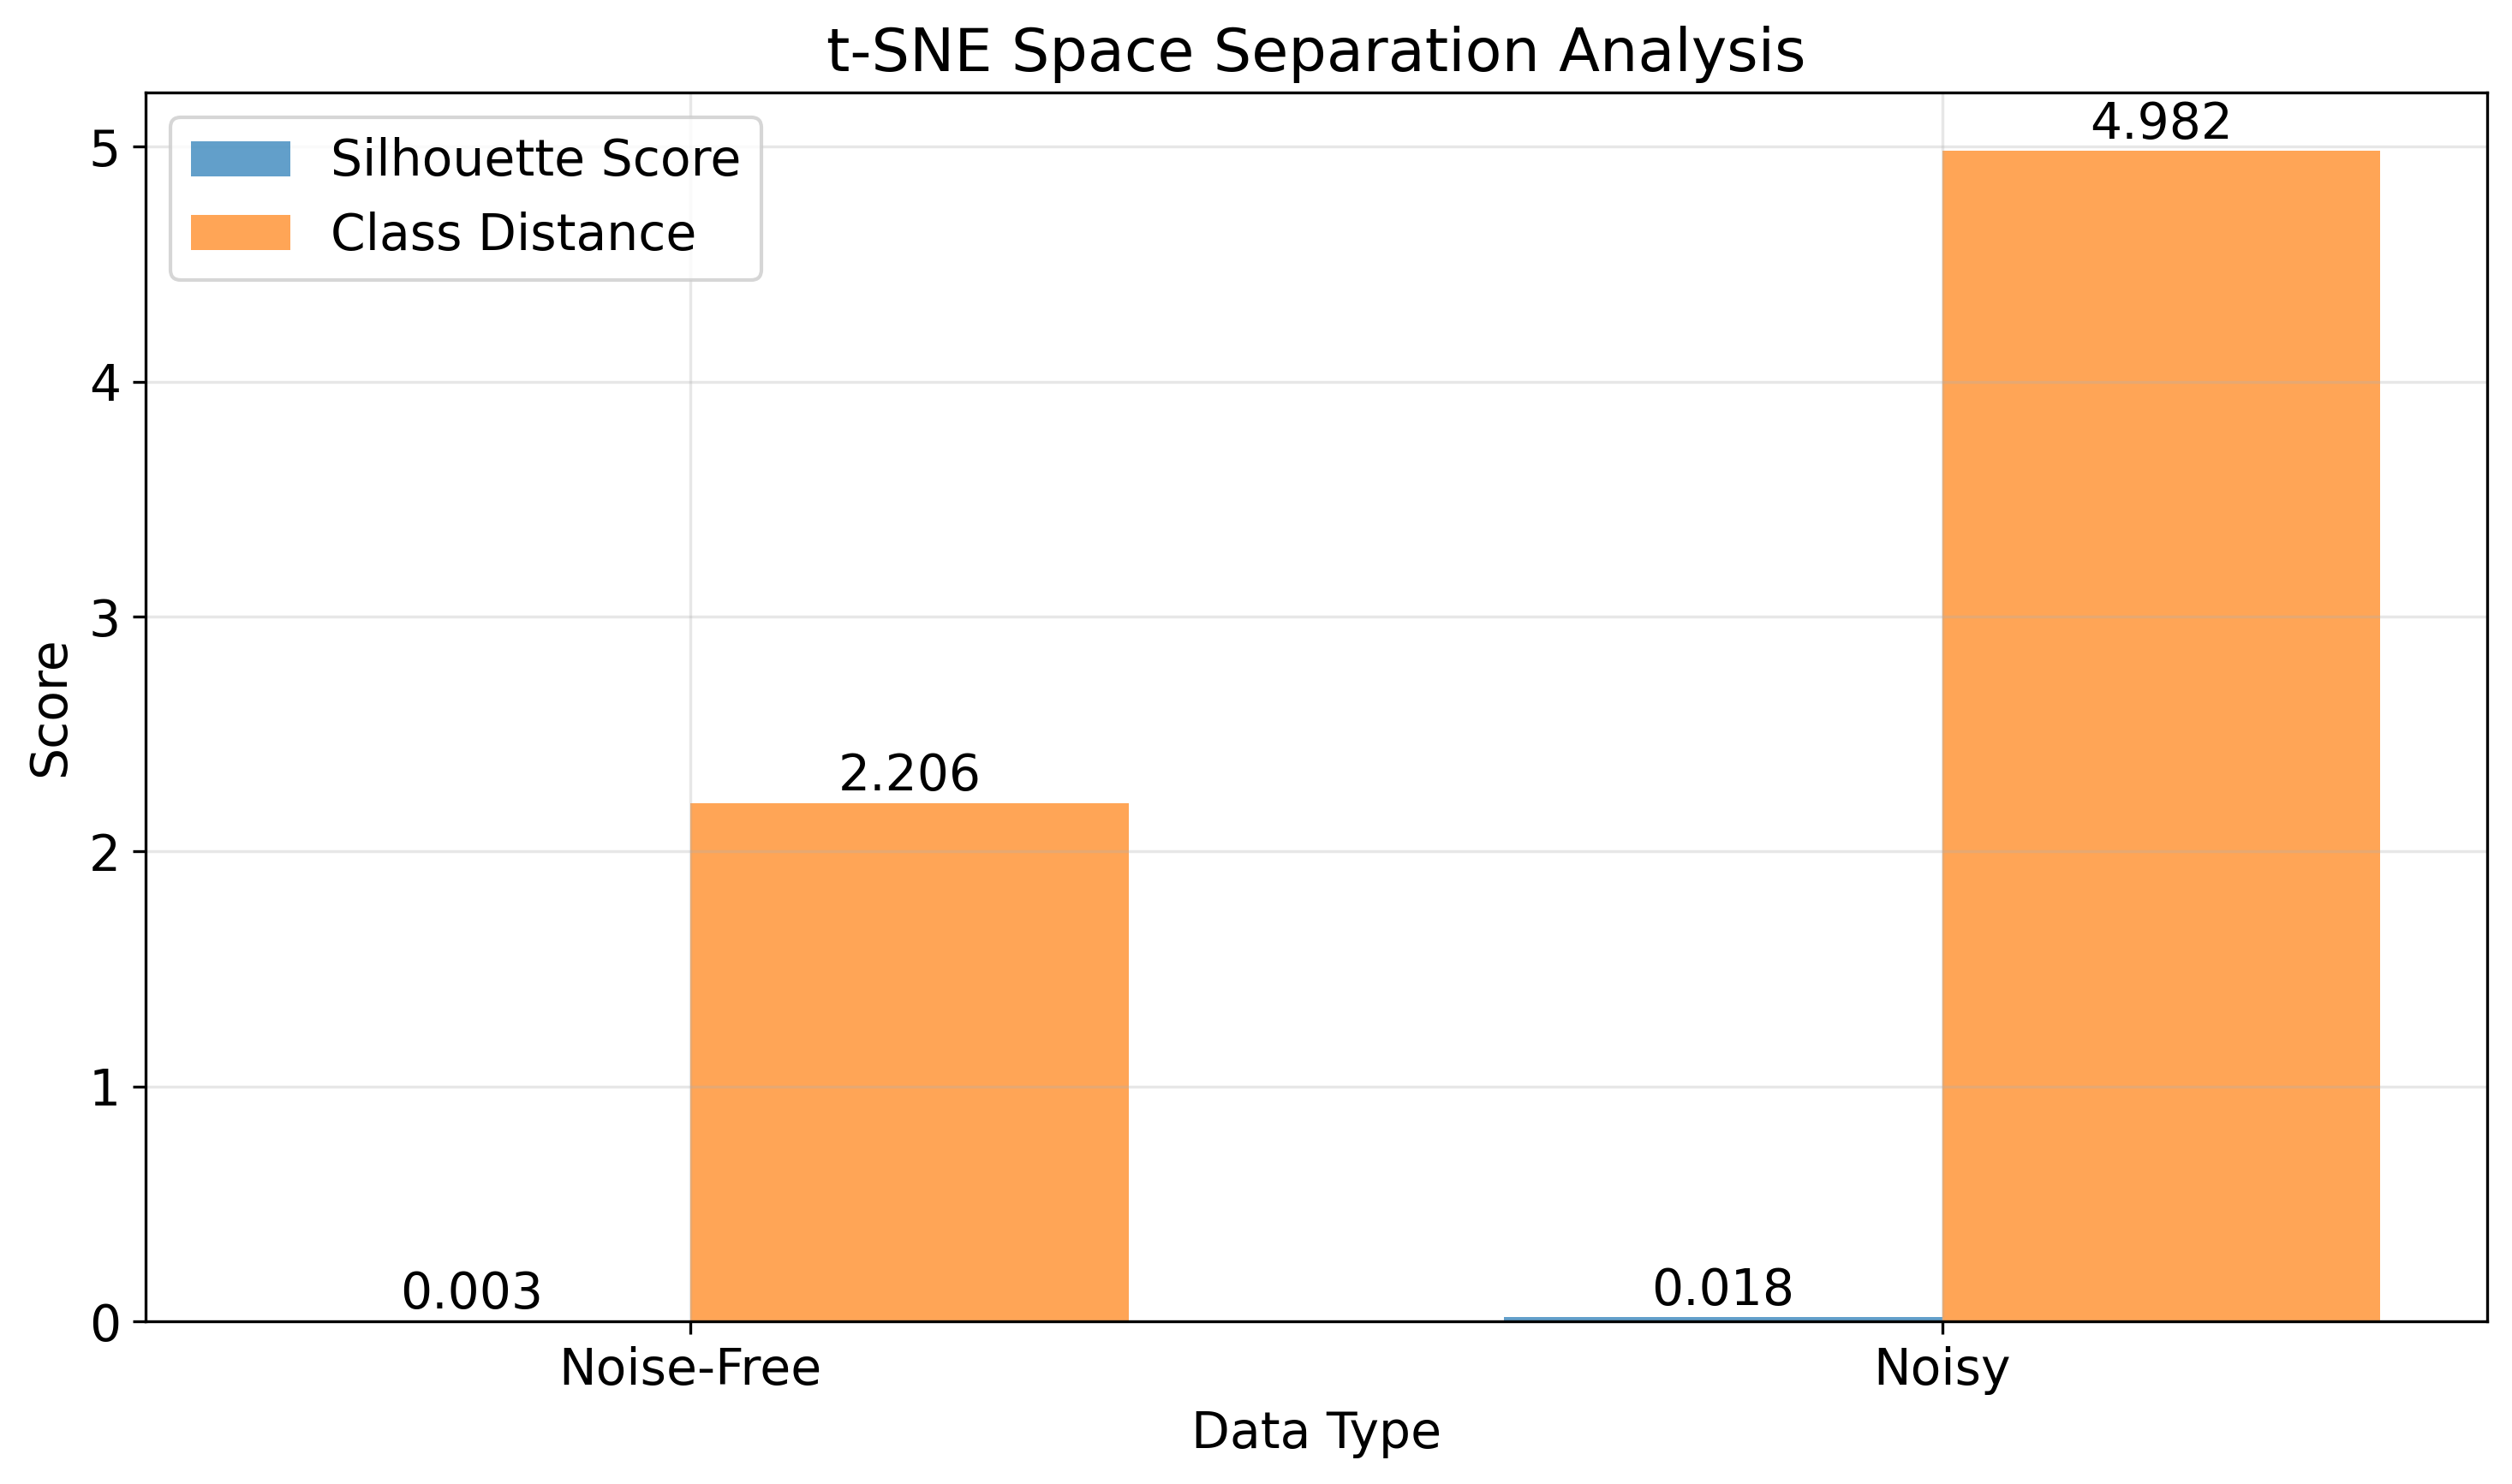 t-SNE Space Separation Analysis
Silhouette Score
Class Distance
5
4
3
2
1
0
Score
4.982
2.206
0.003
0.018
Noise-Free
Noisy
Data Type